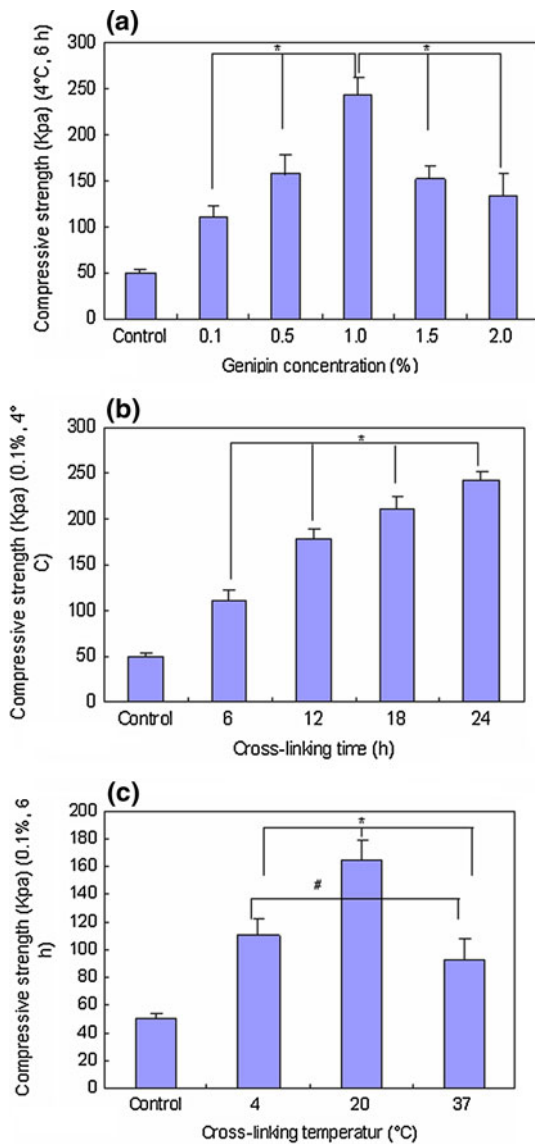 (a)
Compressive strength (Kpa) (4°C, 6 h)
300
250
200
150
100
50
0
* *
Control 0.1 0.5 1.0 1.5 2.0
Genipin concentration (%)
(b)
Compressive strength (Kpa) (0.1%, 4°
C)
300
250
200
150
100
50
0
*
Control 6 12 18 24
Cross-linking time (h)
(c)
Compressive strength (Kpa) (0.1%, 6
h)
200
180
160
140
120
100
80
60
40
20
0
*
#
Control 4 20 37
Cross-linking temperatur (°C)